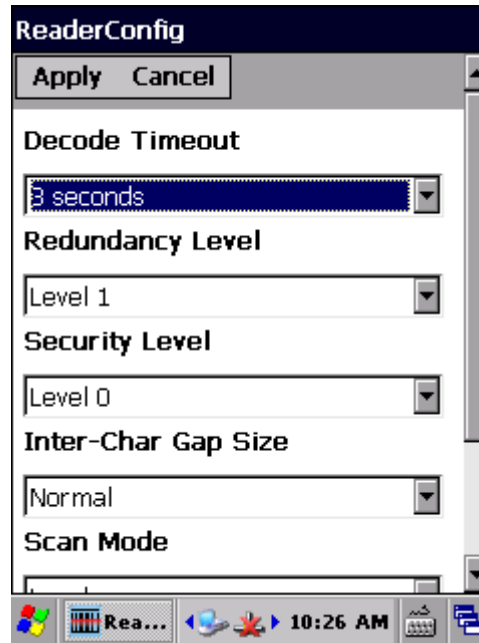 ReaderConfig
Apply Cancel
Decode Timeout
3 seconds
Redundancy Level
Level 1
Security Level
Level 0
Inter-Char Gap Size
Normal
Scan Mode
Rea... 10:26 AM